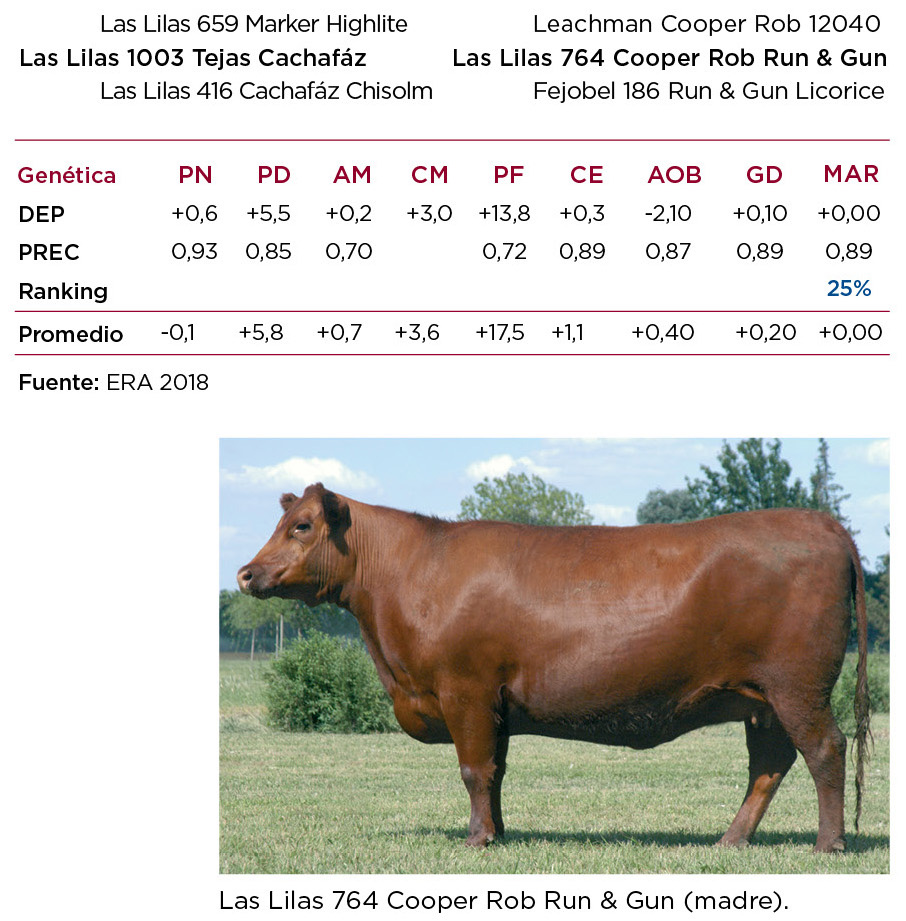 Las Lilas 659 Marker Highlite Leachman Cooper Rob 12040
Las Lilas 1003 Tejas Cachafáz Las Lilas 764 Cooper Rob Run & Gun
Las Lilas 416 Cachafáz Chisolm Fejobel 186 Run & Gun Licorice
Genética PN PD AM CM PF CE AOB GD MAR
DEP +0,6 +5,5 +0,2 +3,0 +13,8 +0,3 -2,10 +0,10 +0,00
PREC 0,93 0,85 0,70 0,72 0,89 0,87 0,89 0,89
Ranking 25%
Promedio -0,1 +5,8 +0,7 +3,6 +17,5 +1,1 +0,40 +0,20 +0,00
Fuente: ERA 2018
Las Lilas 764 Cooper Rob Run & Gun (madre).